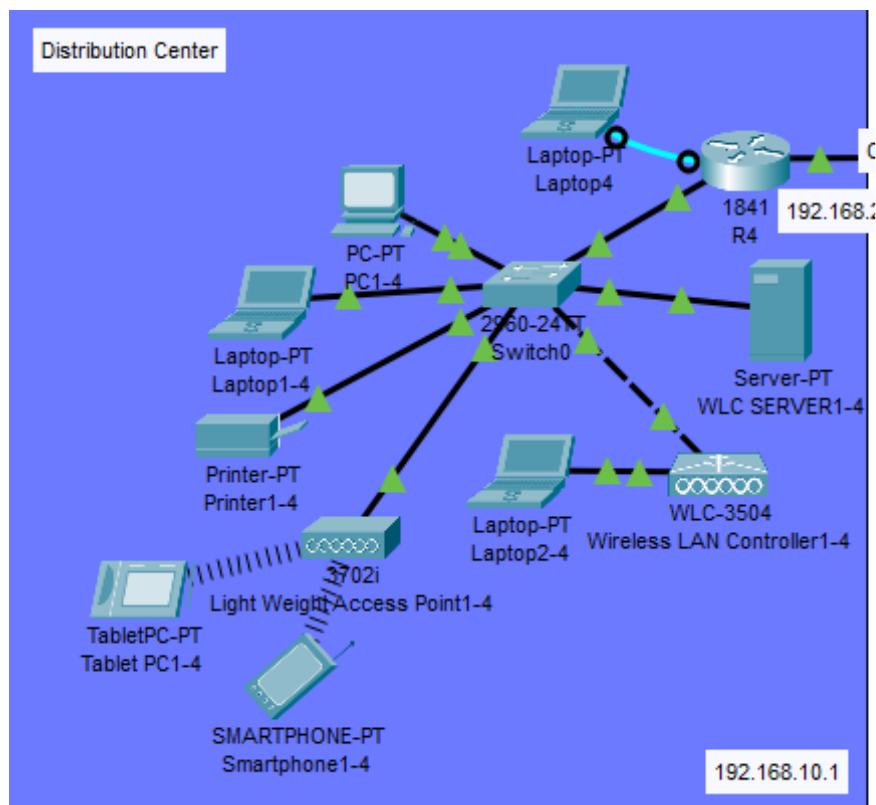 Distribution Center
Laptop-PT
Laptop4
1841
R4
192.168.2
PC-PT
PC1-4
2960-24TT
Switch0
Laptop-PT
Laptop1-4
Server-PT
WLC SERVER1-4
Printer-PT
Printer1-4
Laptop-PT
Laptop2-4
WLC-3504
Wireless LAN Controller1-4
3702i
Light Weight Access Point1-4
TabletPC-PT
Tablet PC1-4
SMARTPHONE-PT
Smartphone1-4
192.168.10.1